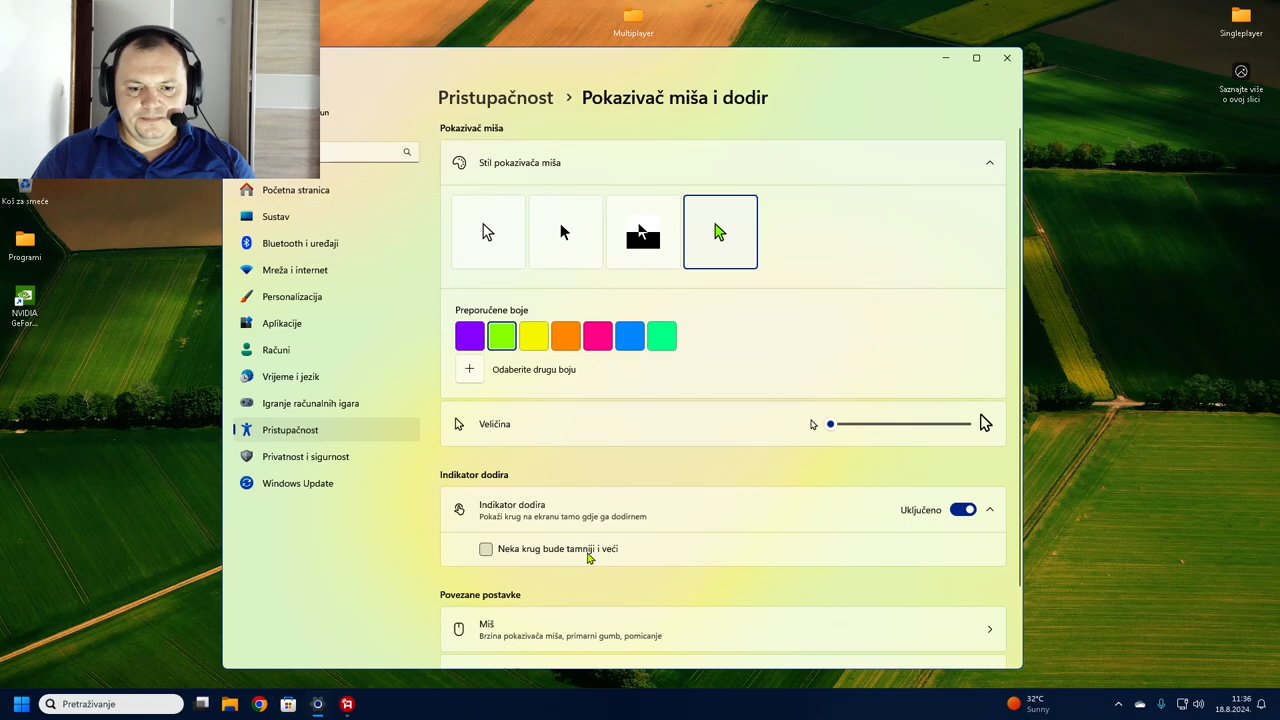 Multiplayer
Singleplayer
Saznajte više
o ovoj slici
Koš za smeće
Programi
NVIDIA
GeFor...
un
Početna stranica
Sustav
Bluetooth i uređaji
Mreža i internet
Personalizacija
Aplikacije
Računi
Vrijeme i jezik
Igranje računalnih igara
Pristupačnost
Privatnost i sigurnost
Windows Update
Pristupačnost > Pokazivač miša i dodir
Pokazivač miša
Stil pokazivača miša
Preporučene boje
Odaberite drugu boju
Veličina
Indikator dodira
Indikator dodira
Pokaži krug na ekranu tamo gdje ga dodirnem
Uključeno
Neka krug bude tamniji i veći
Povezane postavke
Miš
Brzina pokazivača miša, primarni gumb, pomicanje
Pretraživanje
32°C
Sunny
11:36
18.8.2024.